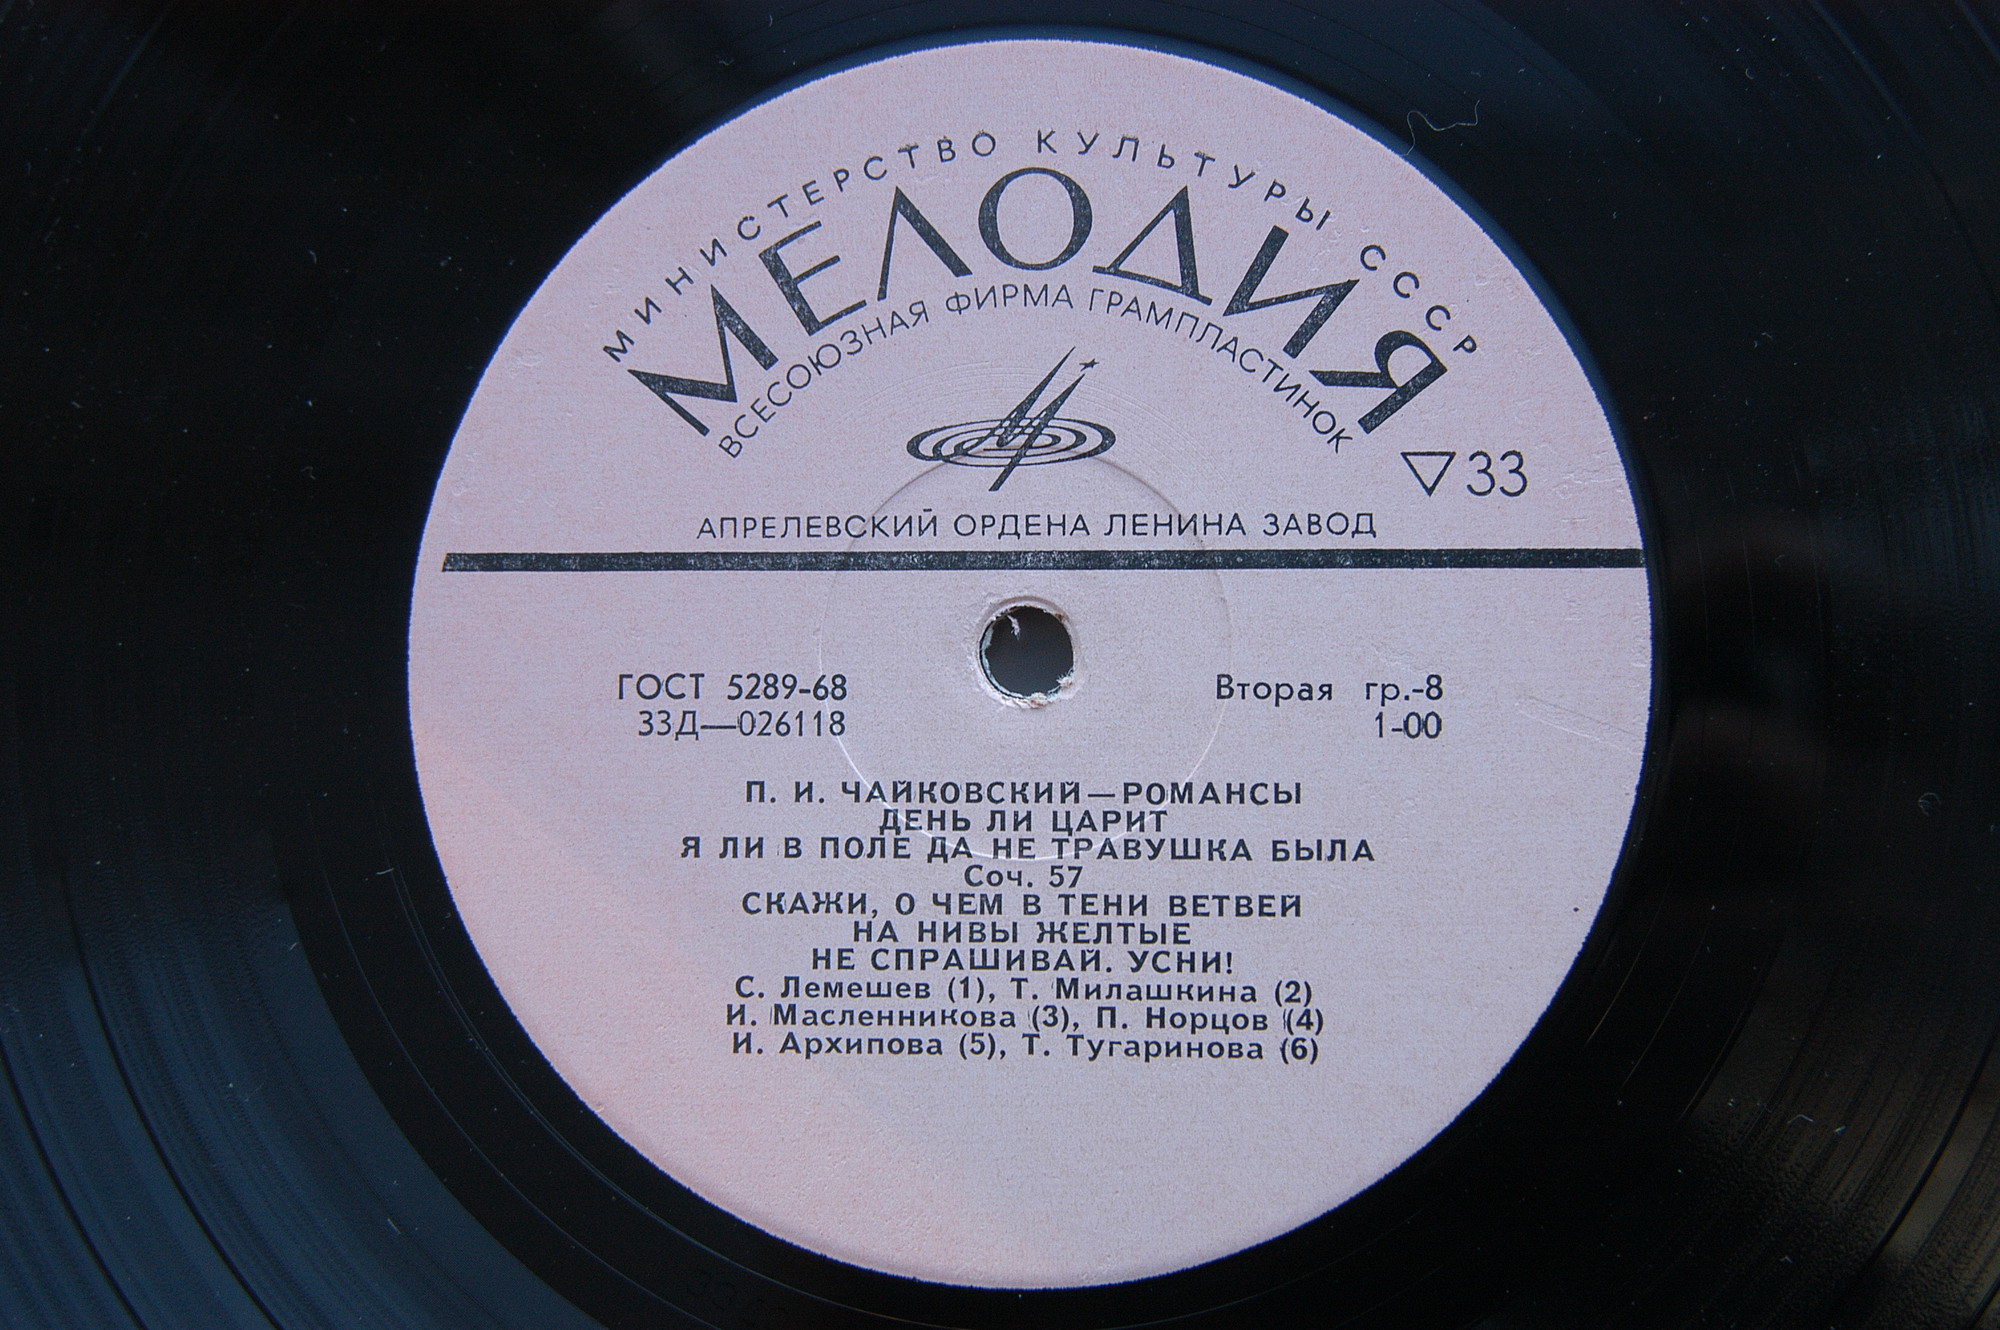 МИНИСТЕРСТВО КУЛЬТУРЫ СССР
МЕЛОДИЯ
ВСЕСОЮЗНАЯ ФИРМА ГРАМПЛАСТИНОК
33
АПРЕЛЕВСКИЙ ОРДЕНА ЛЕНИНА ЗАВОД
ГОСТ 5289-68 Вторая гр.-8
33Д—026118 1-00
П. И. ЧАЙКОВСКИЙ—РОМАНСЫ
ДЕНЬ ЛИ ЦАРИТ
Я ЛИ В ПОЛЕ ДА НЕ ТРАВУШКА БЫЛА
Соч. 57
СКАЖИ, О ЧЕМ В ТЕНИ ВЕТВЕЙ
НА НИВЫ ЖЕЛТЫЕ
НЕ СПРАШИВАЙ. УСНИ!
С. Лемешев (1), Т. Милашкина (2)
И. Масленникова (3), П. Норцов (4)
И. Архипова (5), Т. Тугаринова (6)